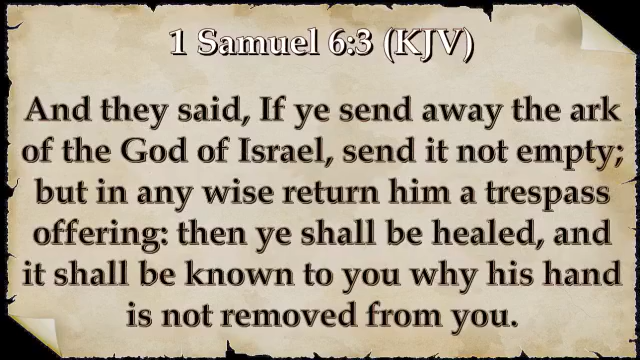 1 Samuel 6:3 (KJV)
And they said, If ye send away the ark
of the God of Israel, send it not empty;
but in any wise return him a trespass
offering: then ye shall be healed, and
it shall be known to you why his hand
is not removed from you.